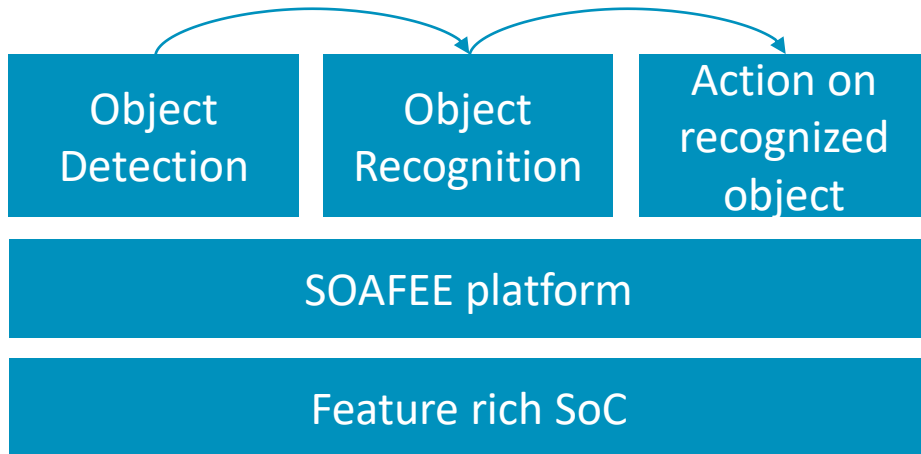 Object
Detection
Object
Recognition
Action on
recognized
object
SOAFEE platform
Feature rich SoC